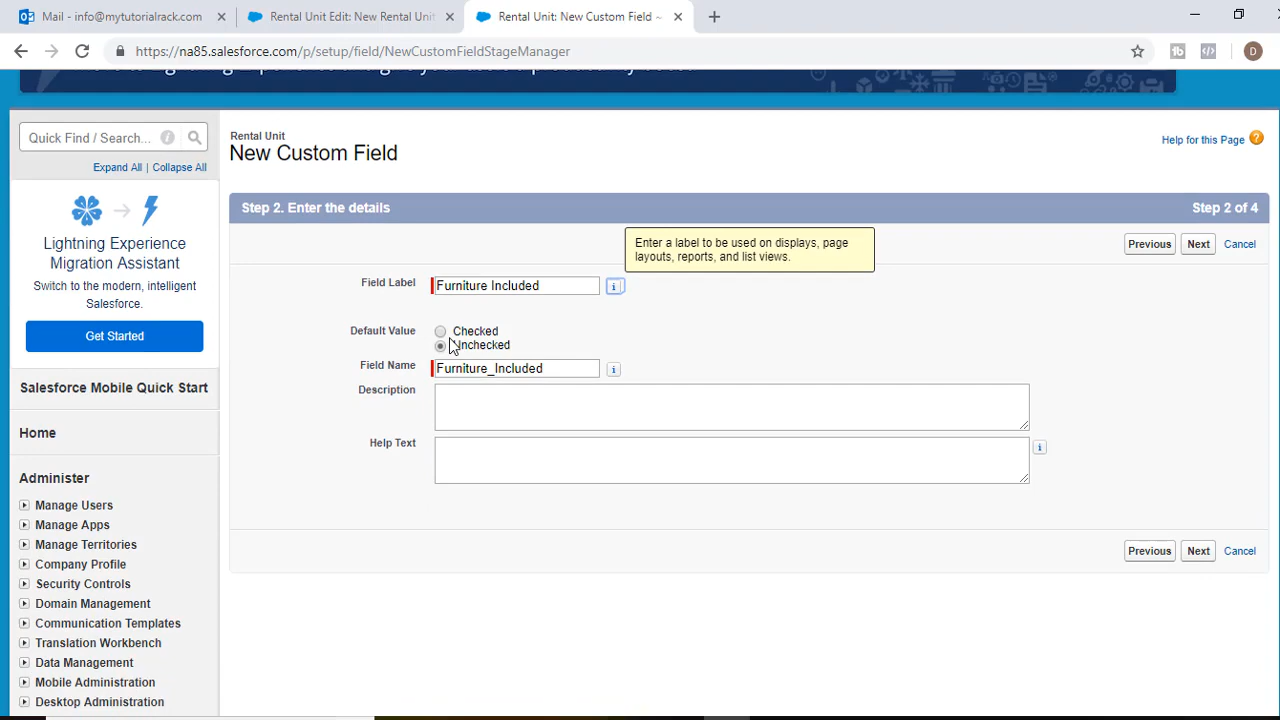 Mail - info@mytutorialrack.com
Rental Unit Edit: New Rental Unit
Rental Unit: New Custom Field ~
https://na85.salesforce.com/p/setup/field/NewCustomFieldStageManager
D
Quick Find / Search...
Expand All | Collapse All
Lightning Experience
Migration Assistant
Switch to the modern, intelligent
Salesforce.
Get Started
Salesforce Mobile Quick Start
Home
Administer
Manage Users
Manage Apps
Manage Territories
Company Profile
Security Controls
Domain Management
Communication Templates
Translation Workbench
Data Management
Mobile Administration
Desktop Administration
Rental Unit
New Custom Field
Help for this Page ?
Step 2. Enter the details
Step 2 of 4
Previous Next Cancel
Enter a label to be used on displays, page
layouts, reports, and list views.
Field Label Furniture Included i
Default Value Checked
Unchecked
Field Name Furniture_Included i
Description
Help Text i
Previous Next Cancel